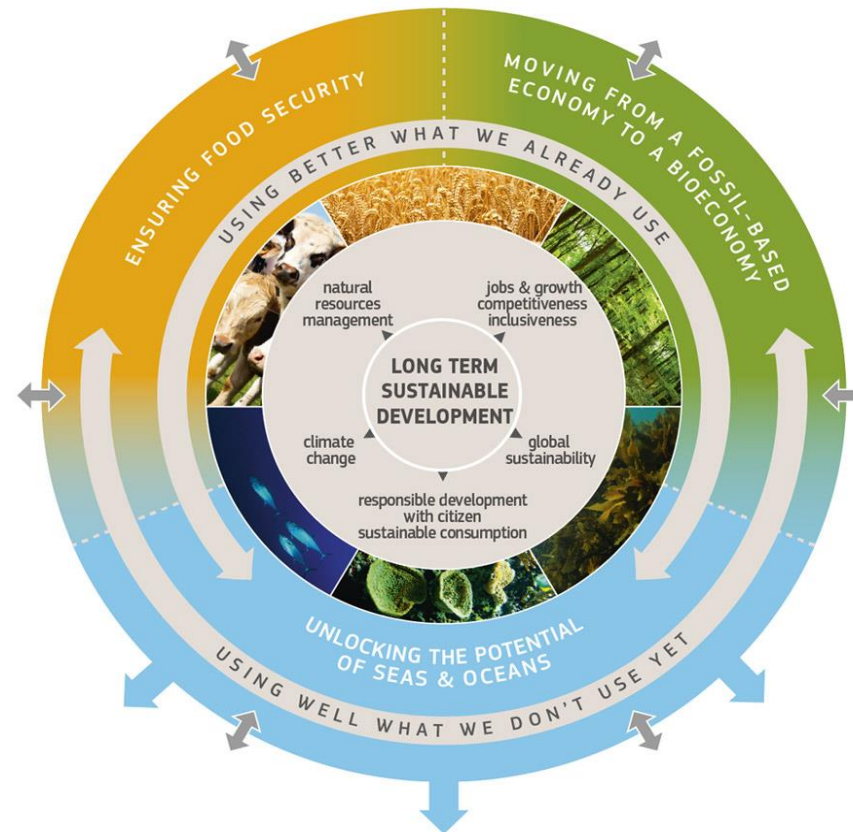 ENSURING FOOD SECURITY
MOVING FROM A FOSSIL-BASED
ECONOMY TO A BIOECONOMY
USING BETTER WHAT WE ALREADY USE
natural
resources
management
jobs & growth
competitiveness
inclusiveness
LONG TERM
SUSTAINABLE
DEVELOPMENT
climate
change
global
sustainability
responsible development
with citizen
sustainable consumption
UNLOCKING THE POTENTIAL
OF SEAS & OCEANS
USING WELL WHAT WE DON'T USE YET